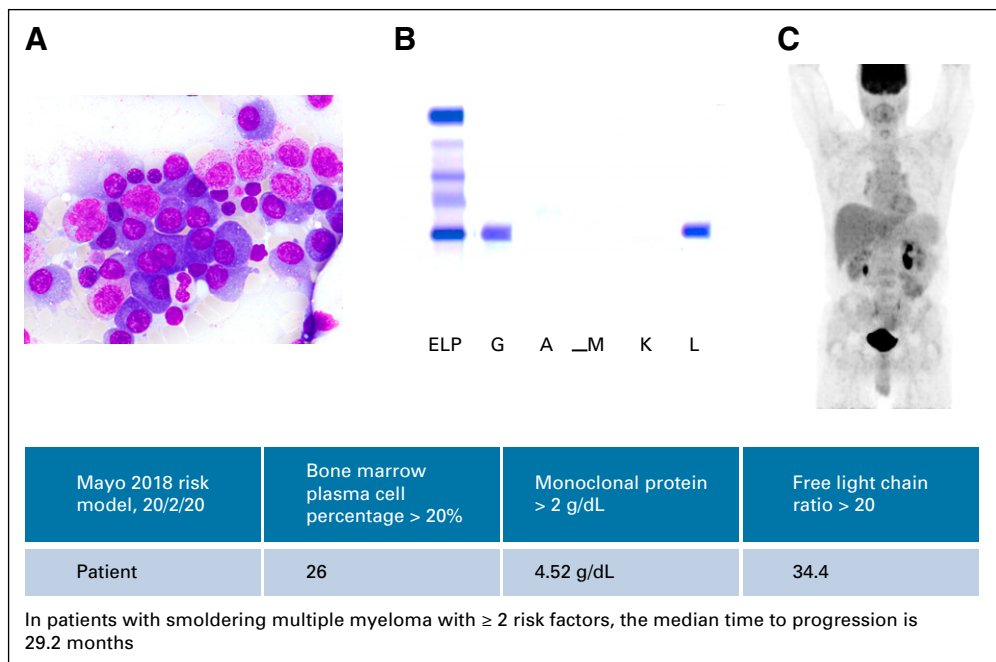 A
B
C
ELP G A _M K L
Mayo 2018 risk
model, 20/2/20
Bone marrow
plasma cell
percentage > 20%
Monoclonal protein
> 2 g/dL
Free light chain
ratio > 20
Patient
26
4.52 g/dL
34.4
In patients with smoldering multiple myeloma with ≥ 2 risk factors, the median time to progression is
29.2 months